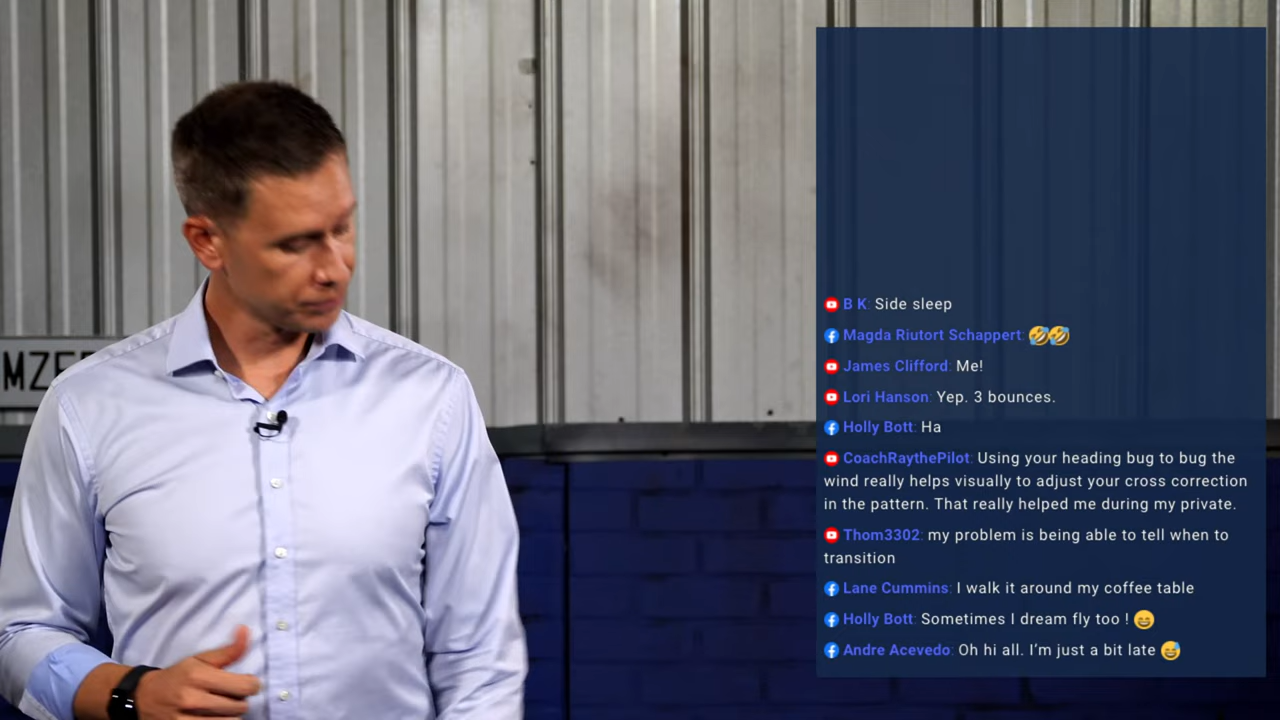 MZE
B K: Side sleep
Magda Riutort Schappert: 🤣🤣
James Clifford: Me!
Lori Hanson: Yep. 3 bounces.
Holly Bott: Ha
CoachRaythePilot: Using your heading bug to bug the
wind really helps visually to adjust your cross correction
in the pattern. That really helped me during my private.
Thom3302: my problem is being able to tell when to
transition
Lane Cummins: I walk it around my coffee table
Holly Bott: Sometimes I dream fly too ! 😄
Andre Acevedo: Oh hi all. I’m just a bit late 😅